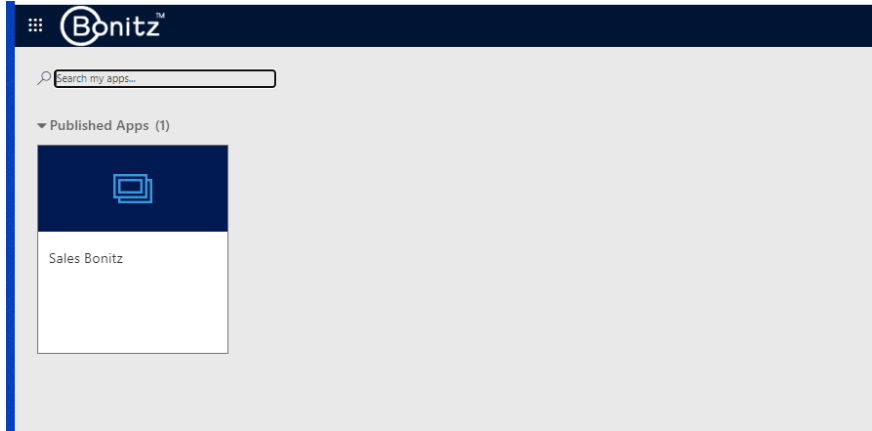 Bonitz™
Search my apps...
Published Apps (1)
Sales Bonitz